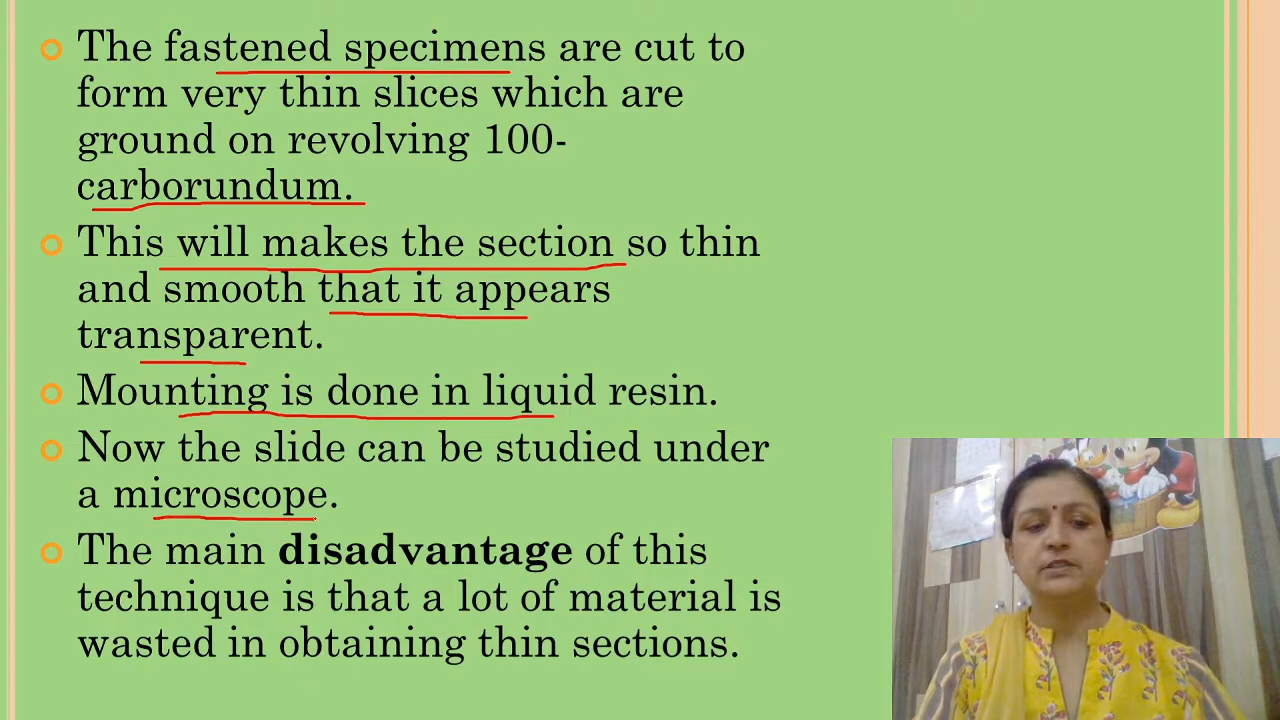 The fastened specimens are cut to
form very thin slices which are
ground on revolving 100-
carborundum.
This will makes the section so thin
and smooth that it appears
transparent.
Mounting is done in liquid resin.
Now the slide can be studied under
a microscope.
The main disadvantage of this
technique is that a lot of material is
wasted in obtaining thin sections.